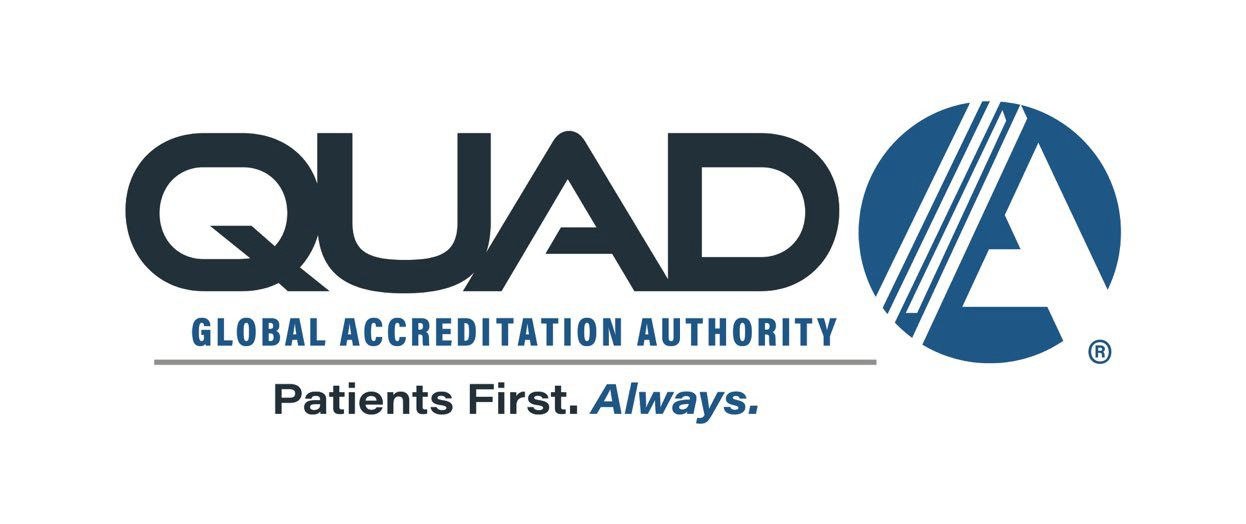 QUAD A
GLOBAL ACCREDITATION AUTHORITY
®
Patients First. Always.